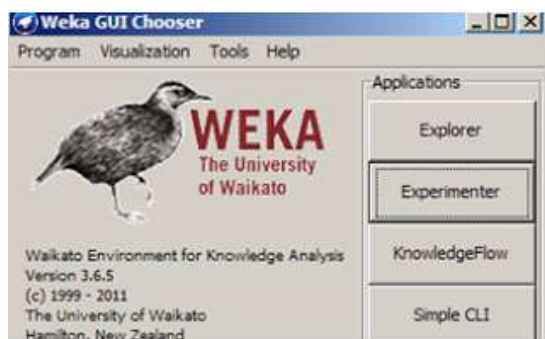 Weka GUI Chooser
Program Visualization Tools Help
WEKA
The University
of Waikato
Waikato Environment for Knowledge Analysis
Version 3.6.5
(c) 1999 - 2011
The University of Waikato
Hamilton, New Zealand
Applications
Explorer
Experimenter
KnowledgeFlow
Simple CLI